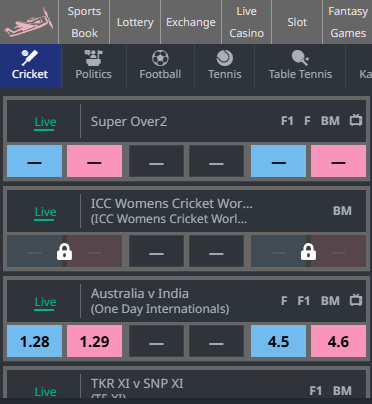 Sports Book
Lottery
Exchange
Live Casino
Slot
Fantasy Games
Cricket
Politics
Football
Tennis
Table Tennis
Ka
Live
Super Over2
F1 F BM
— — — — — —
Live
ICC Womens Cricket Wor...
(ICC Womens Cricket Worl...
BM
— — — — — —
Live
Australia v India
(One Day Internationals)
F F1 BM
1.28 1.29 — — 4.5 4.6
Live
TKR XI v SNP XI
(T5 XI)
F1 BM